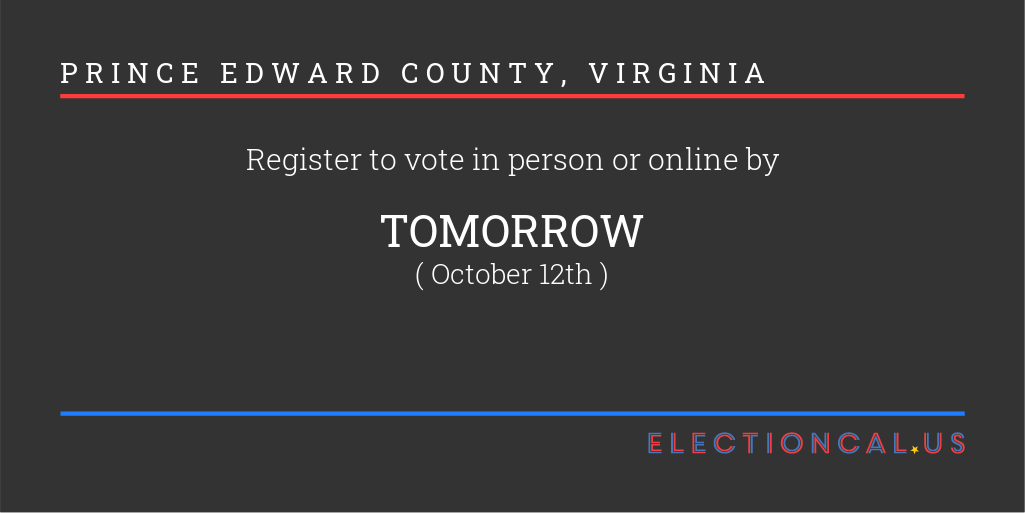 PRINCE EDWARD COUNTY, VIRGINIA
Register to vote in person or online by
TOMORROW
( October 12th )
ELECTIONCAL.US